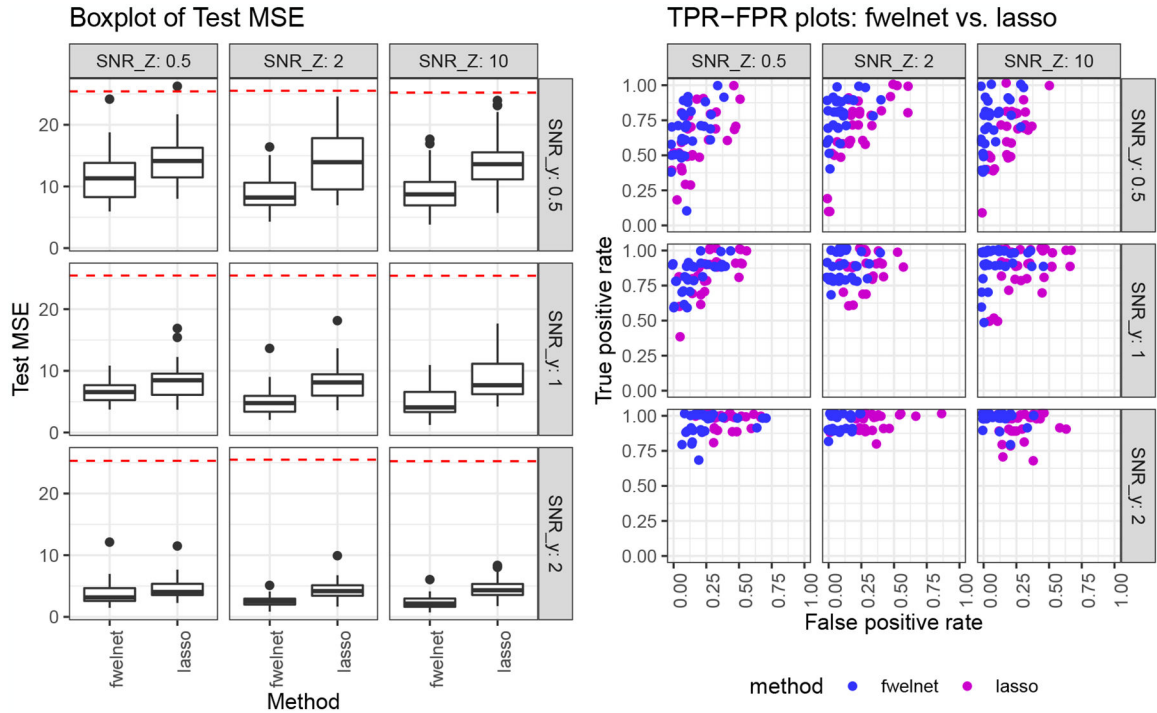 Boxplot of Test MSE
SNR_Z: 0.5
SNR_Z: 2
SNR_Z: 10
20
10
0
SNR_y: 0.5
20
10
0
SNR_y: 1
20
10
0
SNR_y: 2
Test MSE
fwelnet
lasso
fwelnet
lasso
fwelnet
lasso
Method
TPR−FPR plots: fwelnet vs. lasso
SNR_Z: 0.5
SNR_Z: 2
SNR_Z: 10
1.00
0.75
0.50
0.25
0.00
SNR_y: 0.5
1.00
0.75
0.50
0.25
0.00
SNR_y: 1
1.00
0.75
0.50
0.25
0.00
SNR_y: 2
True positive rate
0.00
0.25
0.50
0.75
1.00
0.00
0.25
0.50
0.75
1.00
0.00
0.25
0.50
0.75
1.00
False positive rate
method
fwelnet
lasso